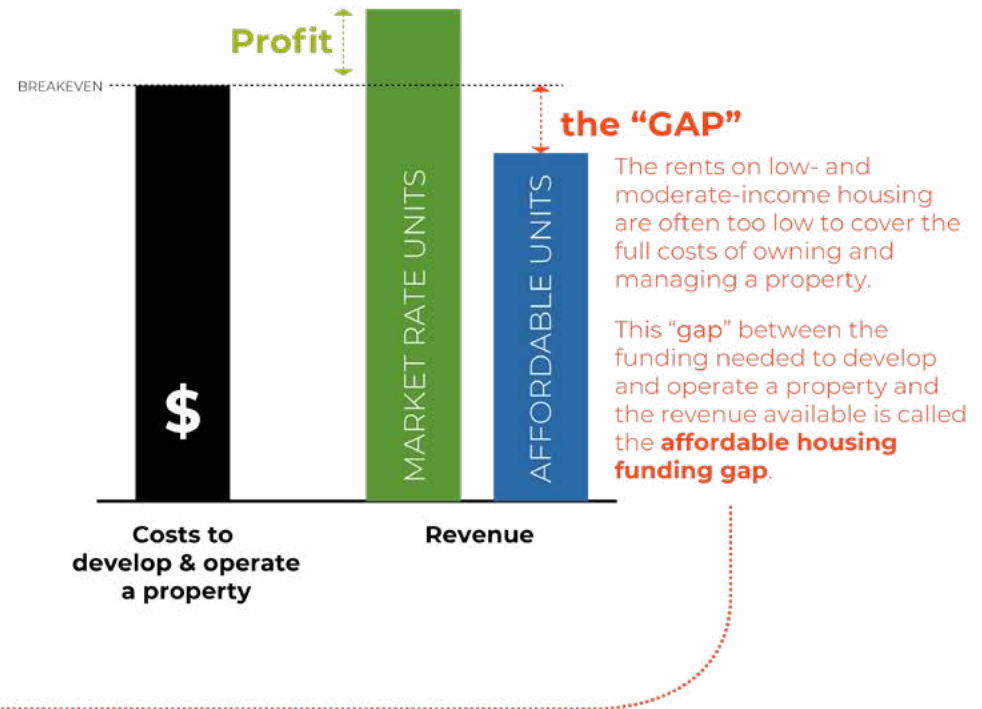 Profit
BREAKEVEN
the “GAP”
The rents on low- and
moderate-income housing
are often too low to cover the
full costs of owning and
managing a property.
This “gap” between the
funding needed to develop
and operate a property and
the revenue available is called
the affordable housing
funding gap.
$
MARKET RATE UNITS
AFFORDABLE UNITS
Costs to
develop & operate
a property
Revenue